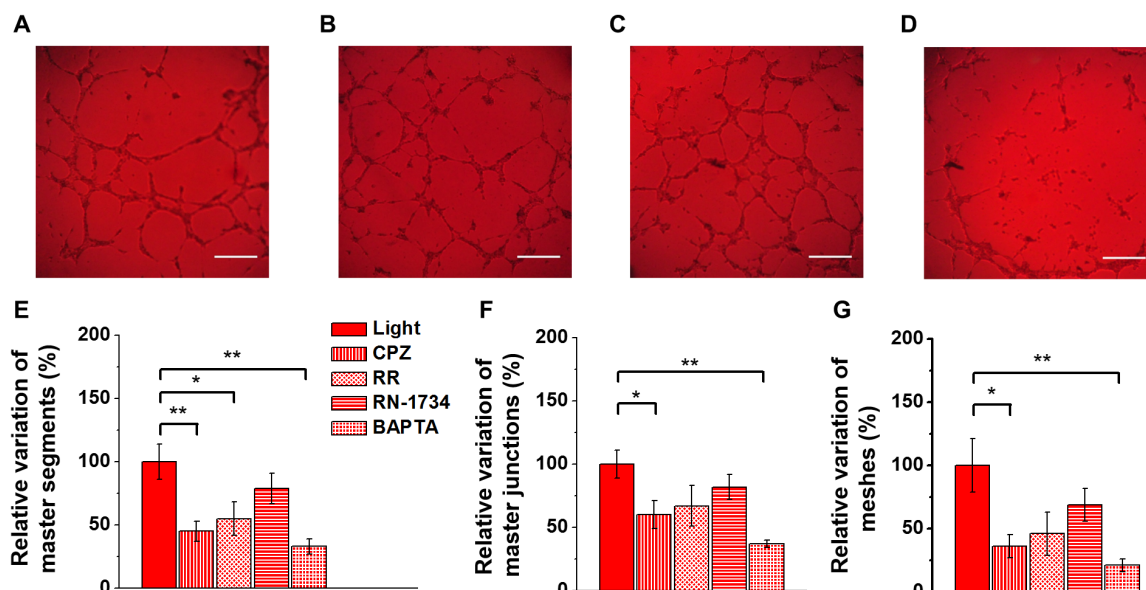 A
B
C
D
E
Relative variation of
master segments (%)
200
150
100
50
0
**
*
**
Light
CPZ
RR
RN-1734
BAPTA
F
Relative variation of
master junctions (%)
200
150
100
50
0
**
*
G
Relative variation of
meshes (%)
200
150
100
50
0
**
*